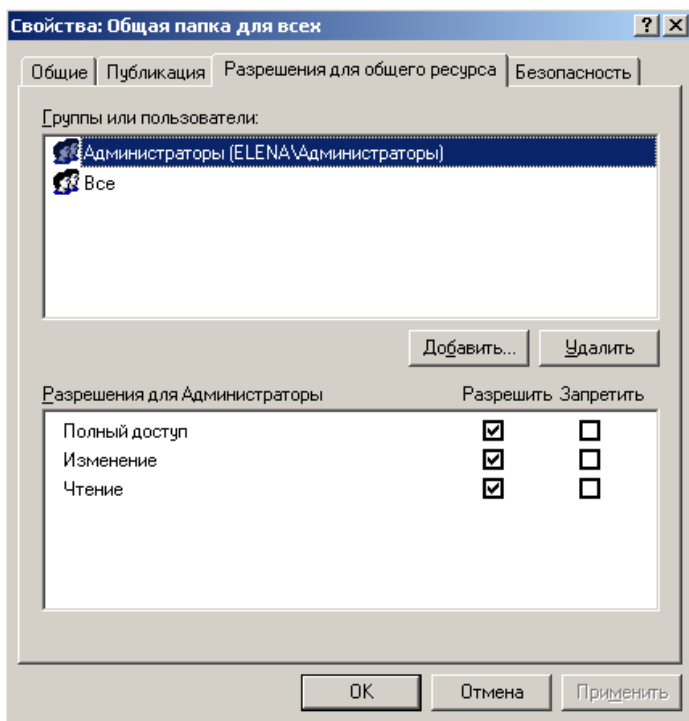 Свойства: Общая папка для всех
Общие Публикация Разрешения для общего ресурса Безопасность
Группы или пользователи:
Администраторы (ELENA\Администраторы)
Все
Добавить... Удалить
Разрешения для Администраторы Разрешить Запретить
Полный доступ
Изменение
Чтение
OK Отмена Применить